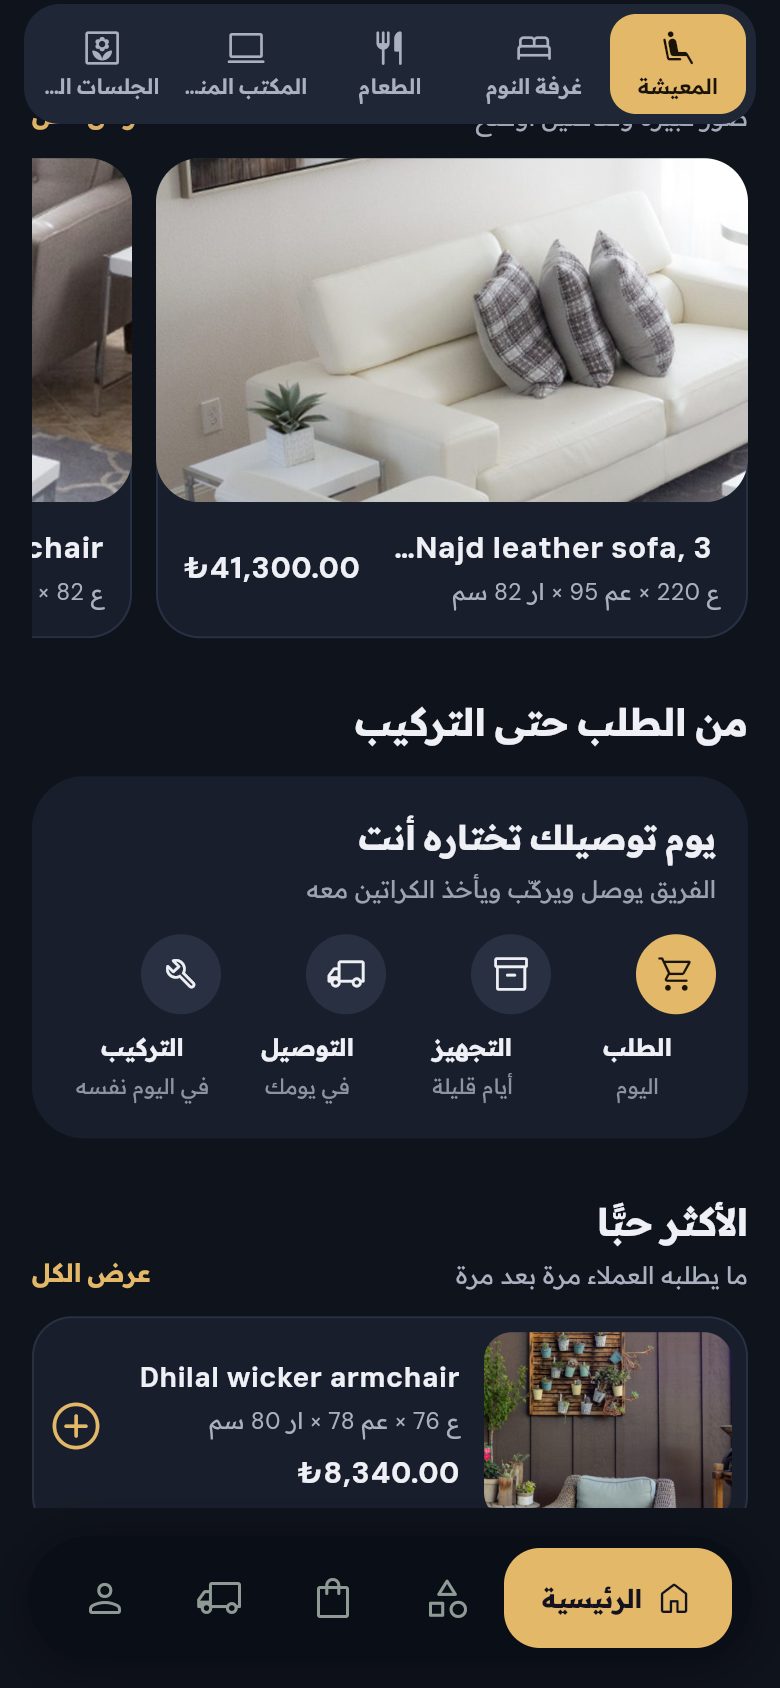 المعيشة
غرفة النوم
الطعام
المكتب المنـ...
الجلسات الـ...
Najd leather sofa, 3...
₺41,300.00
ع 220 × عم 95 × ار 82 سم
chair
ع 82 ×
من الطلب حتى التركيب
يوم توصيلك تختاره أنت
الفريق يوصل ويركّب ويأخذ الكراتين معه
الطلب
اليوم
التجهيز
أيام قليلة
التوصيل
في يومك
التركيب
في اليوم نفسه
الأكثر حبًّا
ما يطلبه العملاء مرة بعد مرة
عرض الكل
Dhilal wicker armchair
ع 76 × عم 78 × ار 80 سم
₺8,340.00
الرئيسية